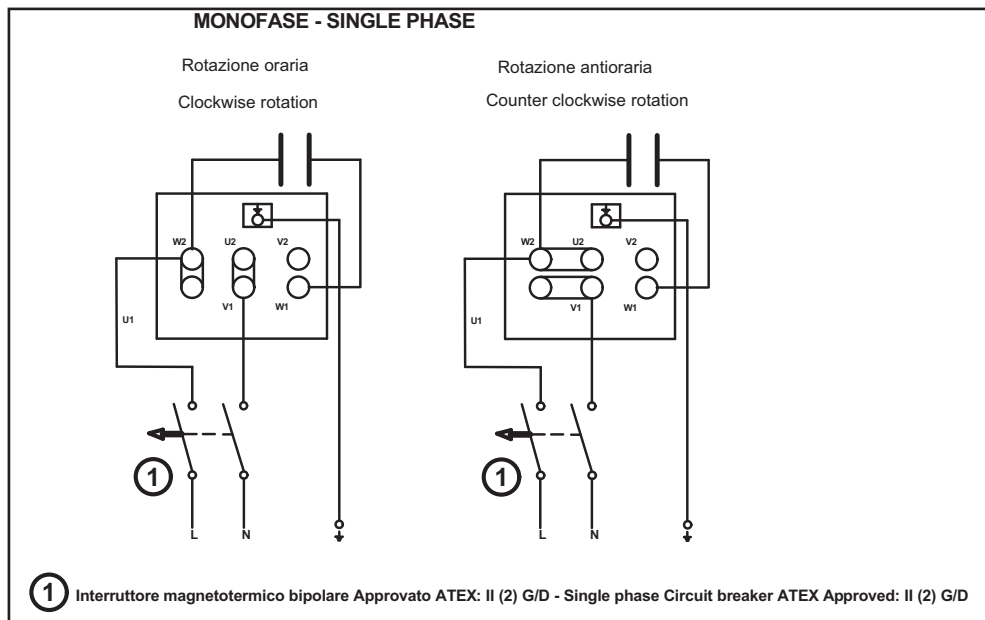 MONOFASE - SINGLE PHASE
Rotazione oraria
Clockwise rotation
Rotazione antioraria
Counter clockwise rotation
W2 U2 V2
V1 W1
U1
1
L N
W2 U2 V2
V1 W1
U1
1
L N
1 Interruttore magnetotermico bipolare Approvato ATEX: II (2) G/D - Single phase Circuit breaker ATEX Approved: II (2) G/D